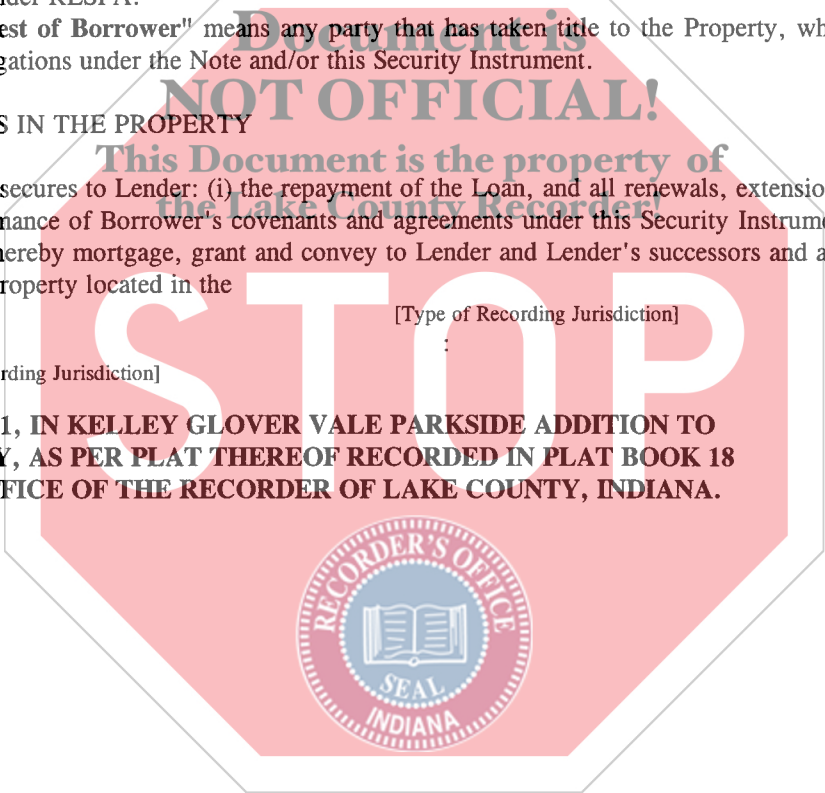 nder RESPA.
est of Borrower" means any party that has taken title to the Property, wh
gations under the Note and/or this Security Instrument.
S IN THE PROPERTY
secures to Lender: (i) the repayment of the Loan, and all renewals, extensio
nance of Borrower's covenants and agreements under this Security Instrume
ereby mortgage, grant and convey to Lender and Lender's successors and a
roperty located in the
[Type of Recording Jurisdiction]
:
rding Jurisdiction]
1, IN KELLEY GLOVER VALE PARKSIDE ADDITION TO
Y, AS PER PLAT THEREOF RECORDED IN PLAT BOOK 18
FICE OF THE RECORDER OF LAKE COUNTY, INDIANA.
Document is
NOT OFFICIAL!
This Document is the property of
the Lake County Recorder!
STOP
RECORDER'S OFFICE
SEAL
INDIANA